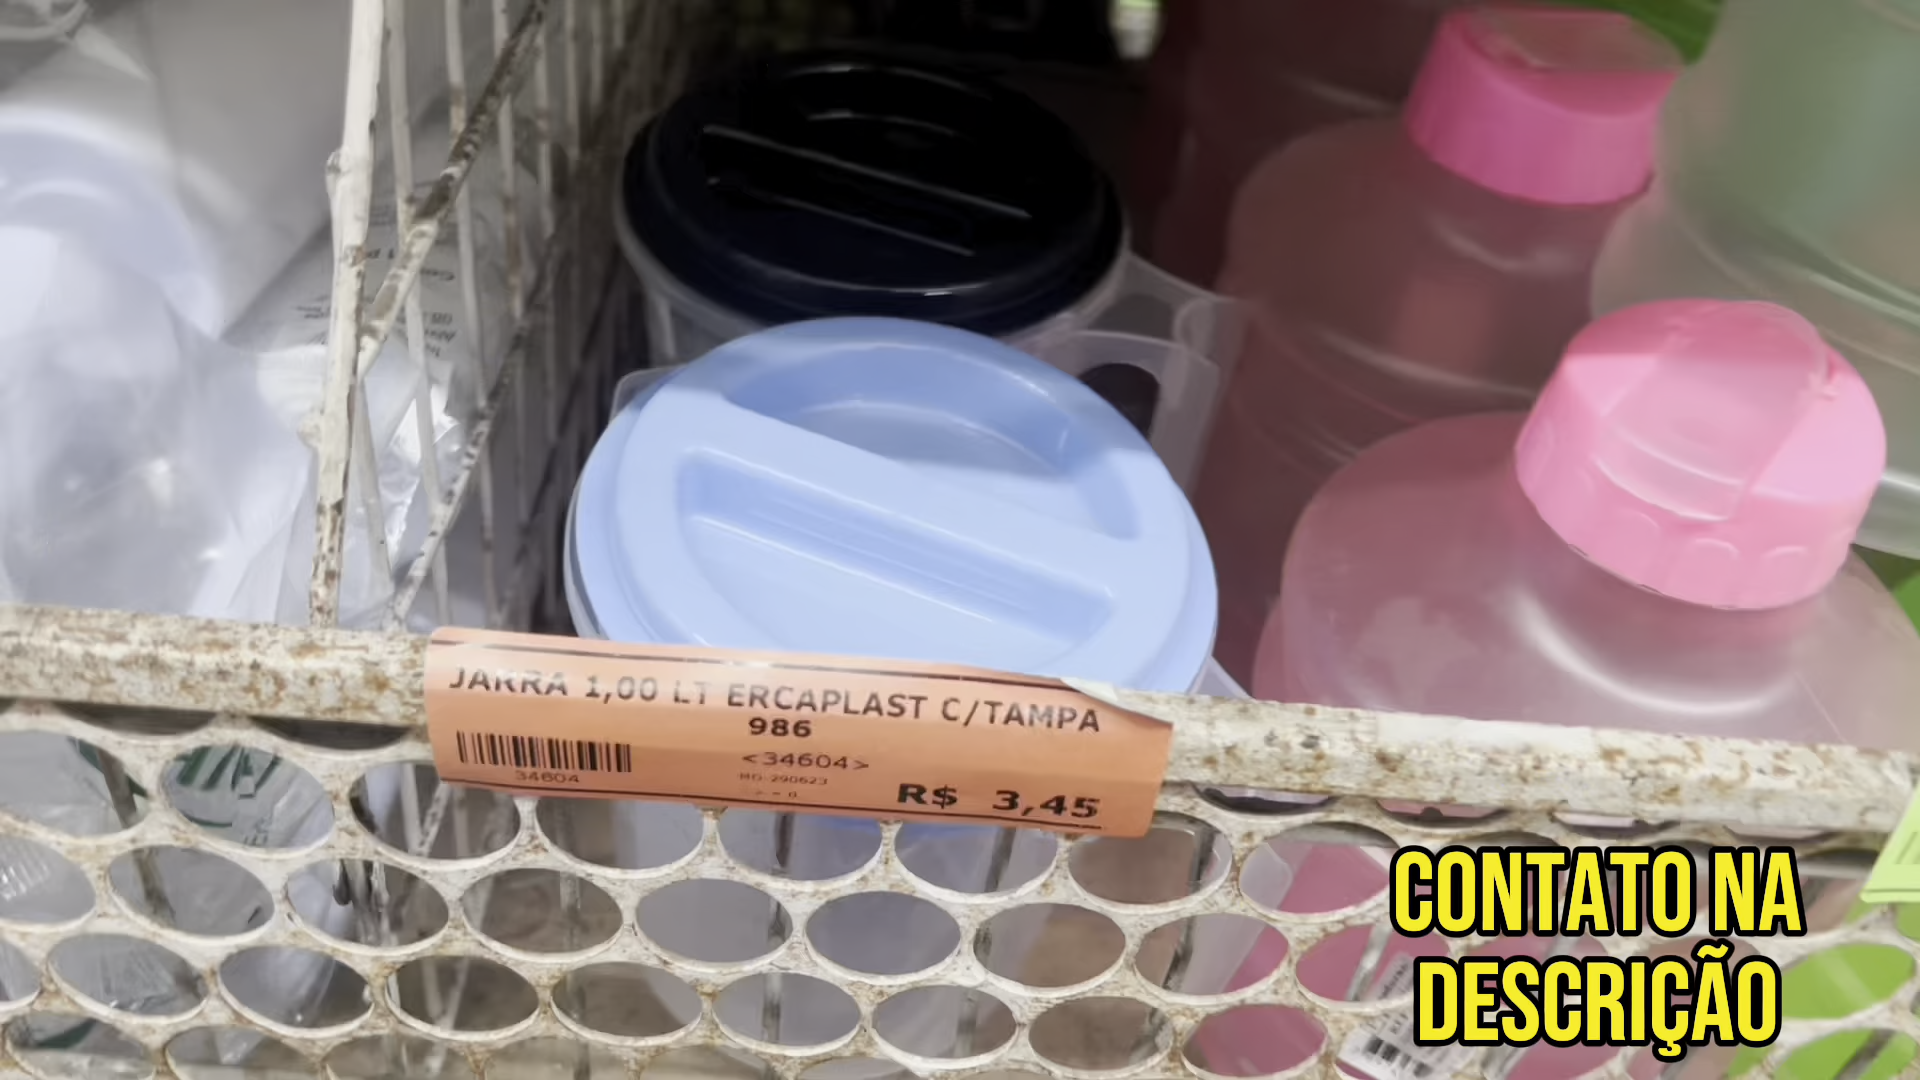 JARRA 1,00 LT ERCAPLAST C/TAMPA
986
<34604>
34604
R$ 3,45
CONTATO NA
DESCRIÇÃO